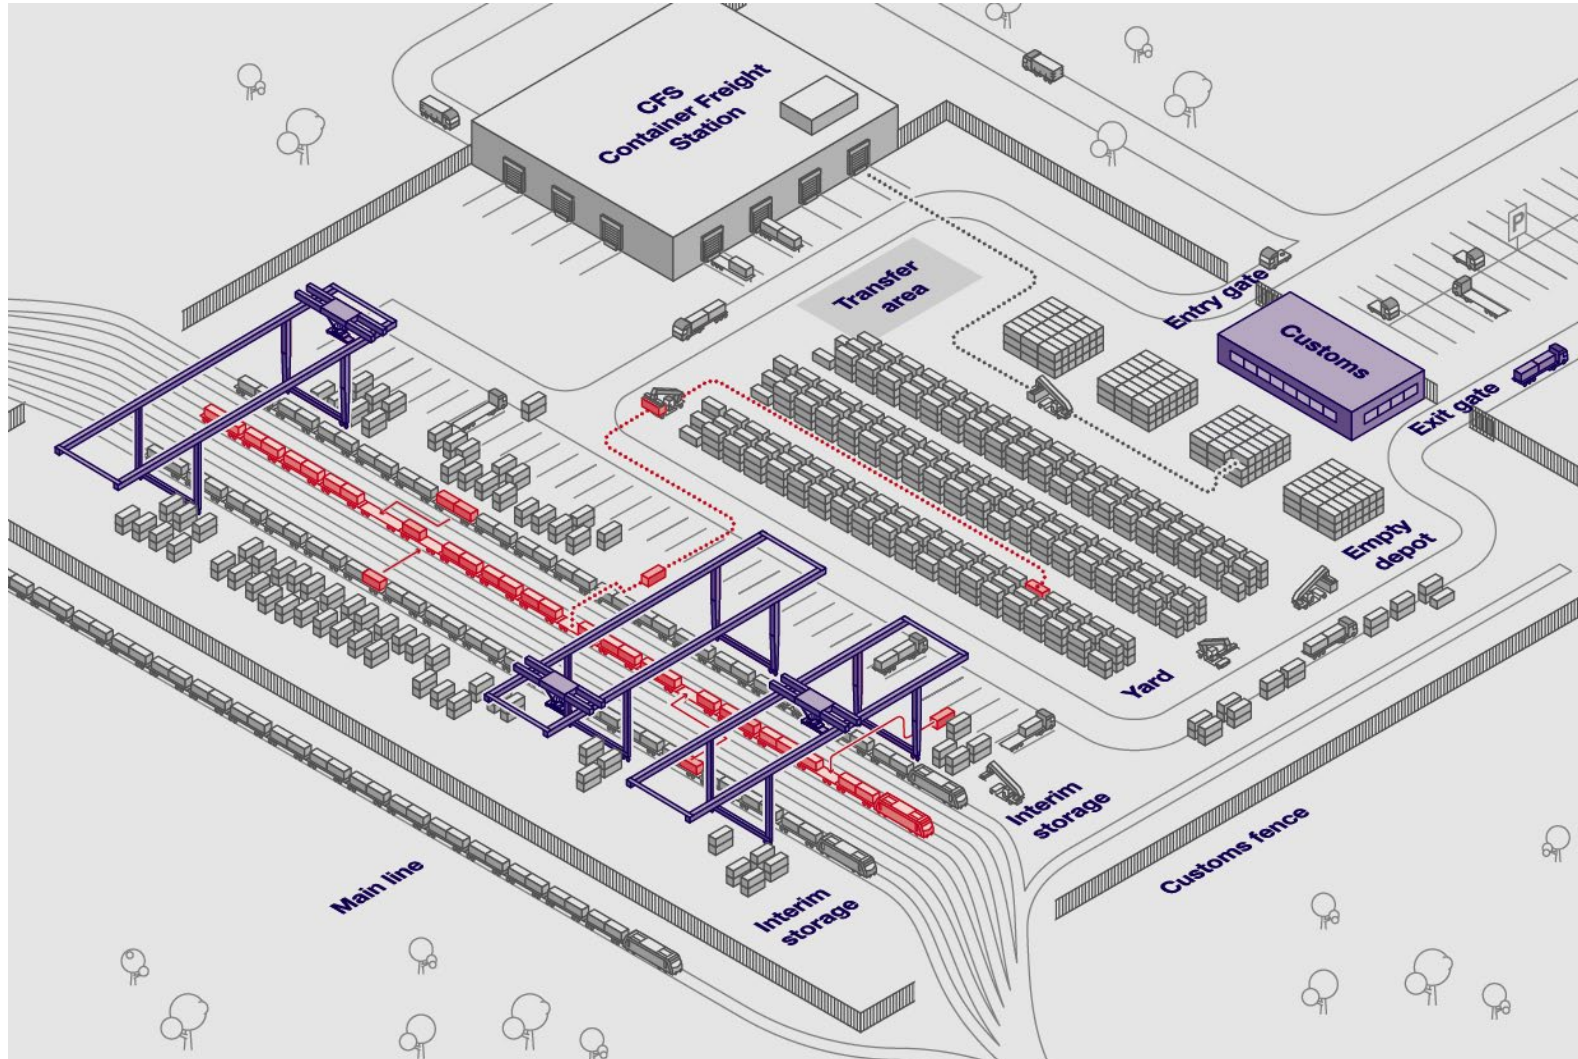 CFS
Container Freight
Station
Transfer
area
Entry gate
Customs
P
Exit gate
Empty
depot
Yard
Interim
storage
Customs fence
Main line
Interim
storage